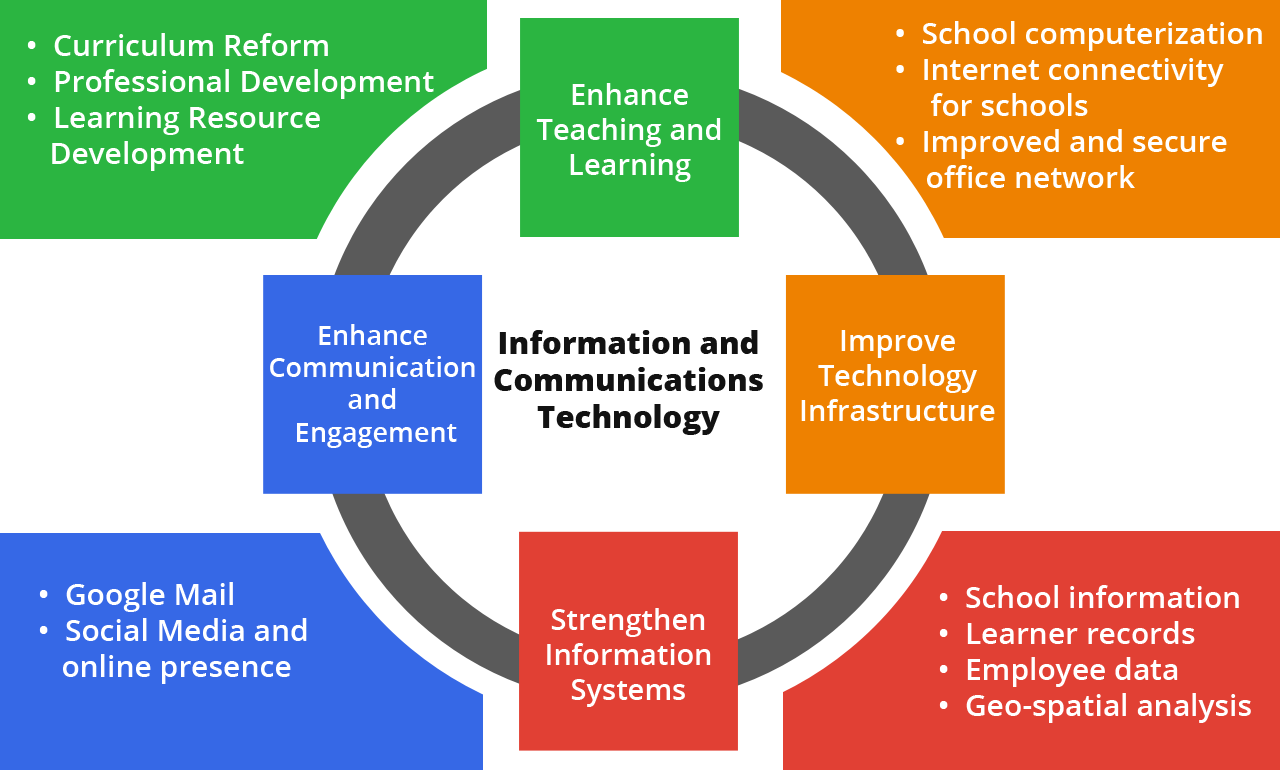 • Curriculum Reform
• Professional Development
• Learning Resource
Development
Enhance
Teaching and
Learning
• School computerization
• Internet connectivity
for schools
• Improved and secure
office network
Enhance
Communication
and
Engagement
Information and
Communications
Technology
Improve
Technology
Infrastructure
• Google Mail
• Social Media and
online presence
Strengthen
Information
Systems
• School information
• Learner records
• Employee data
• Geo-spatial analysis